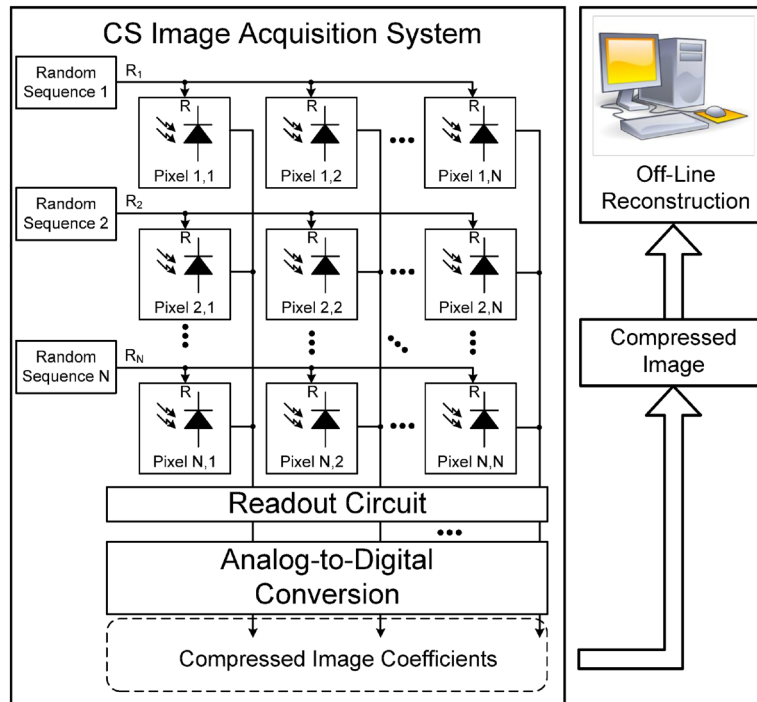 CS Image Acquisition System
Random
Sequence 1
R1
R
R
R
Pixel 1,1
Pixel 1,2
Pixel 1,N
Random
Sequence 2
R2
R
R
R
Pixel 2,1
Pixel 2,2
Pixel 2,N
Random
Sequence N
RN
R
R
R
Pixel N,1
Pixel N,2
Pixel N,N
Readout Circuit
Analog-to-Digital
Conversion
Compressed Image Coefficients
Off-Line
Reconstruction
Compressed
Image